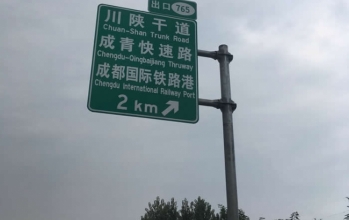 出口 765
川陕干道
Chuan-Shan Trunk Road
成青快速路
Chengdu-Qingbaijiang Thruway
成都国际铁路港
Chengdu International Railway Port
2 km